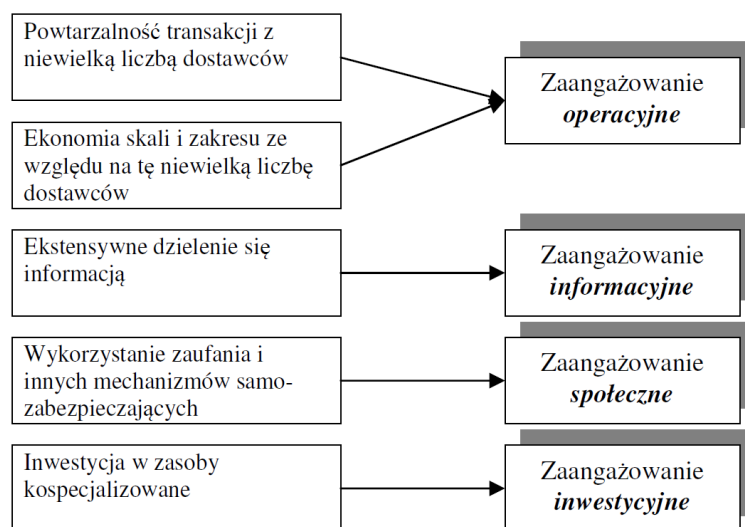 Powtarzalność transakcji z
niewielką liczbą dostawców
Zaangażowanie
operacyjne
Ekonomia skali i zakresu ze
względu na tę niewielką liczbę
dostawców
Ekstensywne dzielenie się
informacją
Zaangażowanie
informacyjne
Wykorzystanie zaufania i
innych mechanizmów samo-
zabezpieczających
Zaangażowanie
społeczne
Inwestycja w zasoby
kospecjalizowane
Zaangażowanie
inwestycyjne